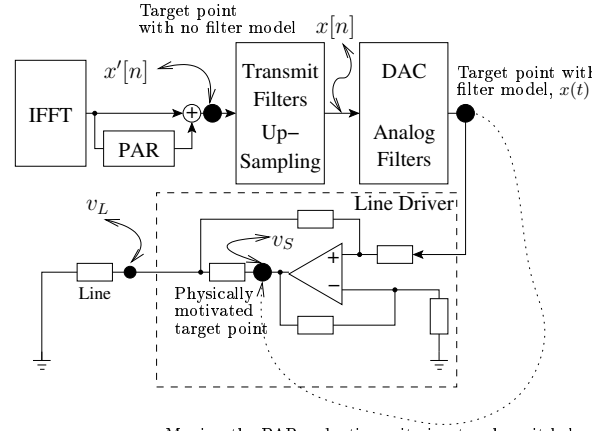 Target point
with no filter model
x[n]
x'[n]
IFFT
PAR
+
Transmit
Filters
Up-
Sampling
DAC
Analog
Filters
Target point with
filter model, x(t)
Line Driver
v_L
v_S
+
−
Line
Physically
motivated
target point